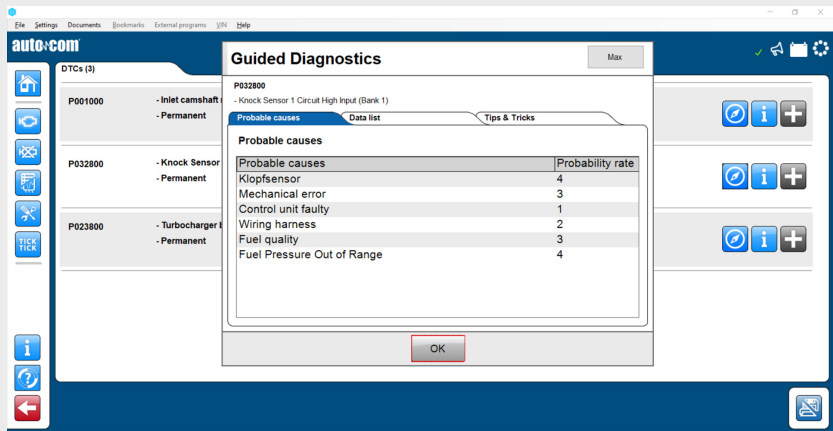 File Settings Documents Bookmarks External programs VIN Help
auto com
DTCs (3)
P001000
- Inlet camshaft
- Permanent
P032800
- Knock Sensor
- Permanent
P023800
- Turbocharger
- Permanent
TICK
TICK
Guided Diagnostics
Max
P032800
- Knock Sensor 1 Circuit High Input (Bank 1)
Probable causes Data list Tips & Tricks
Probable causes
Probable causes Probability rate
Klopfsensor 4
Mechanical error 3
Control unit faulty 1
Wiring harness 2
Fuel quality 3
Fuel Pressure Out of Range 4
OK